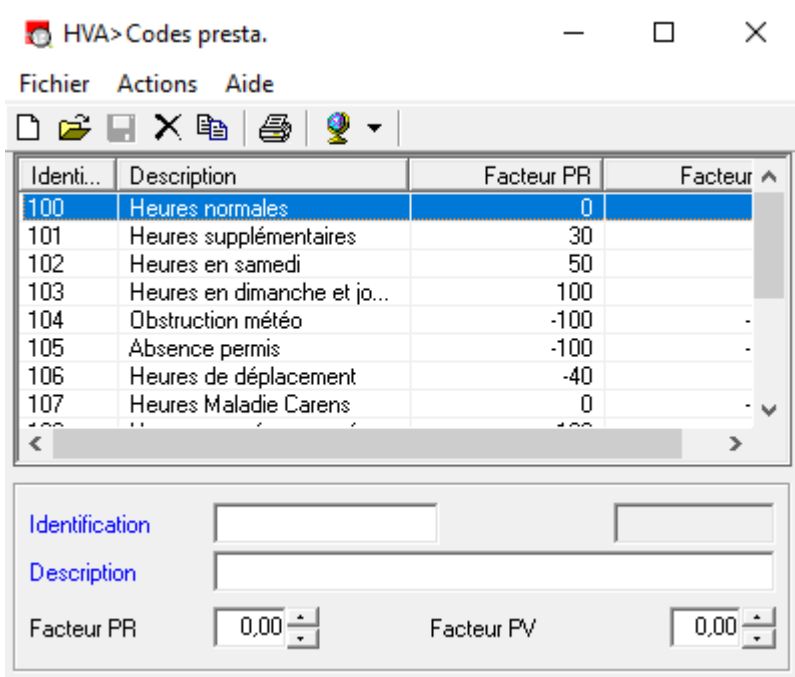 HVA>Codes presta.
Fichier Actions Aide
Identi... Description Facteur PR Facteur
100 Heures normales 0
101 Heures supplémentaires 30
102 Heures en samedi 50
103 Heures en dimanche et jo... 100
104 Obstruction météo -100 -
105 Absence permis -100 -
106 Heures de déplacement -40
107 Heures Maladie Carens 0 -
Identification
Description
Facteur PR 0,00 Facteur PV 0,00